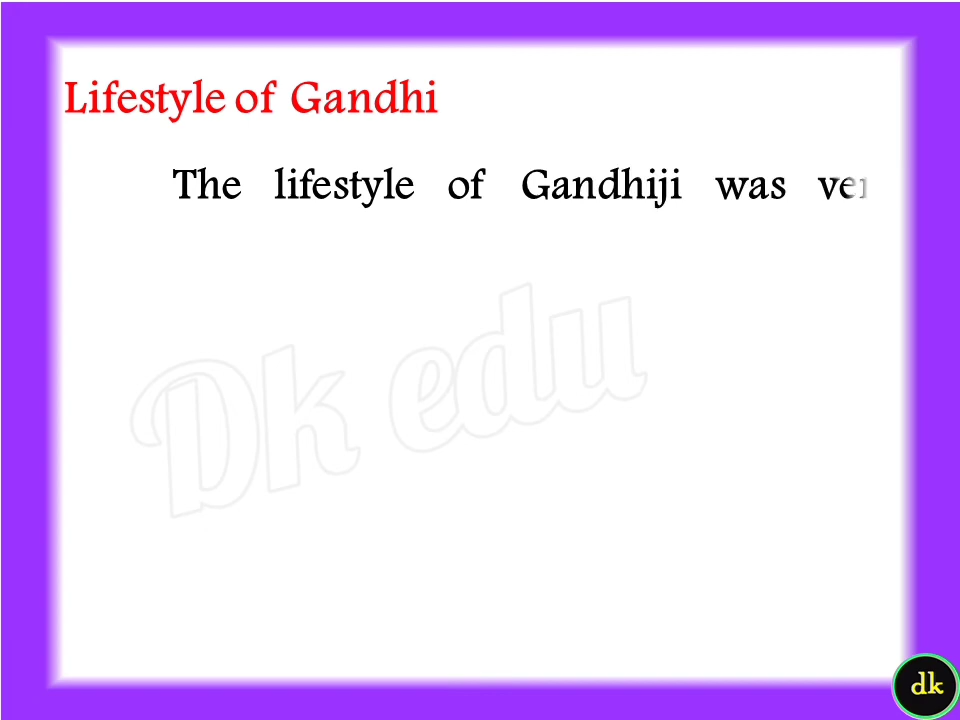 Lifestyle of Gandhi
The lifestyle of Gandhiji was
Dk edu
dk